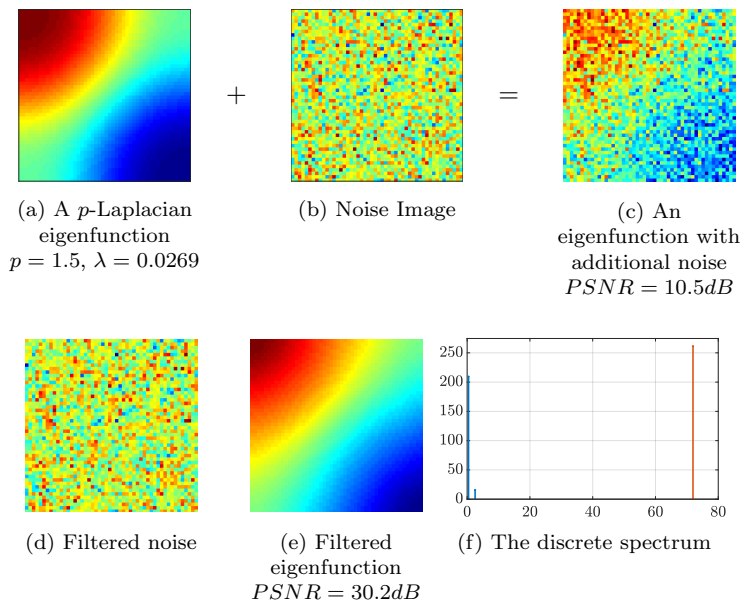 +
=
(a) A p-Laplacian
eigenfunction
p = 1.5, λ = 0.0269
(b) Noise Image
(c) An
eigenfunction with
additional noise
PSNR = 10.5dB
250
200
150
100
50
0
0 20 40 60 80
(d) Filtered noise
(e) Filtered
eigenfunction
PSNR = 30.2dB
(f) The discrete spectrum